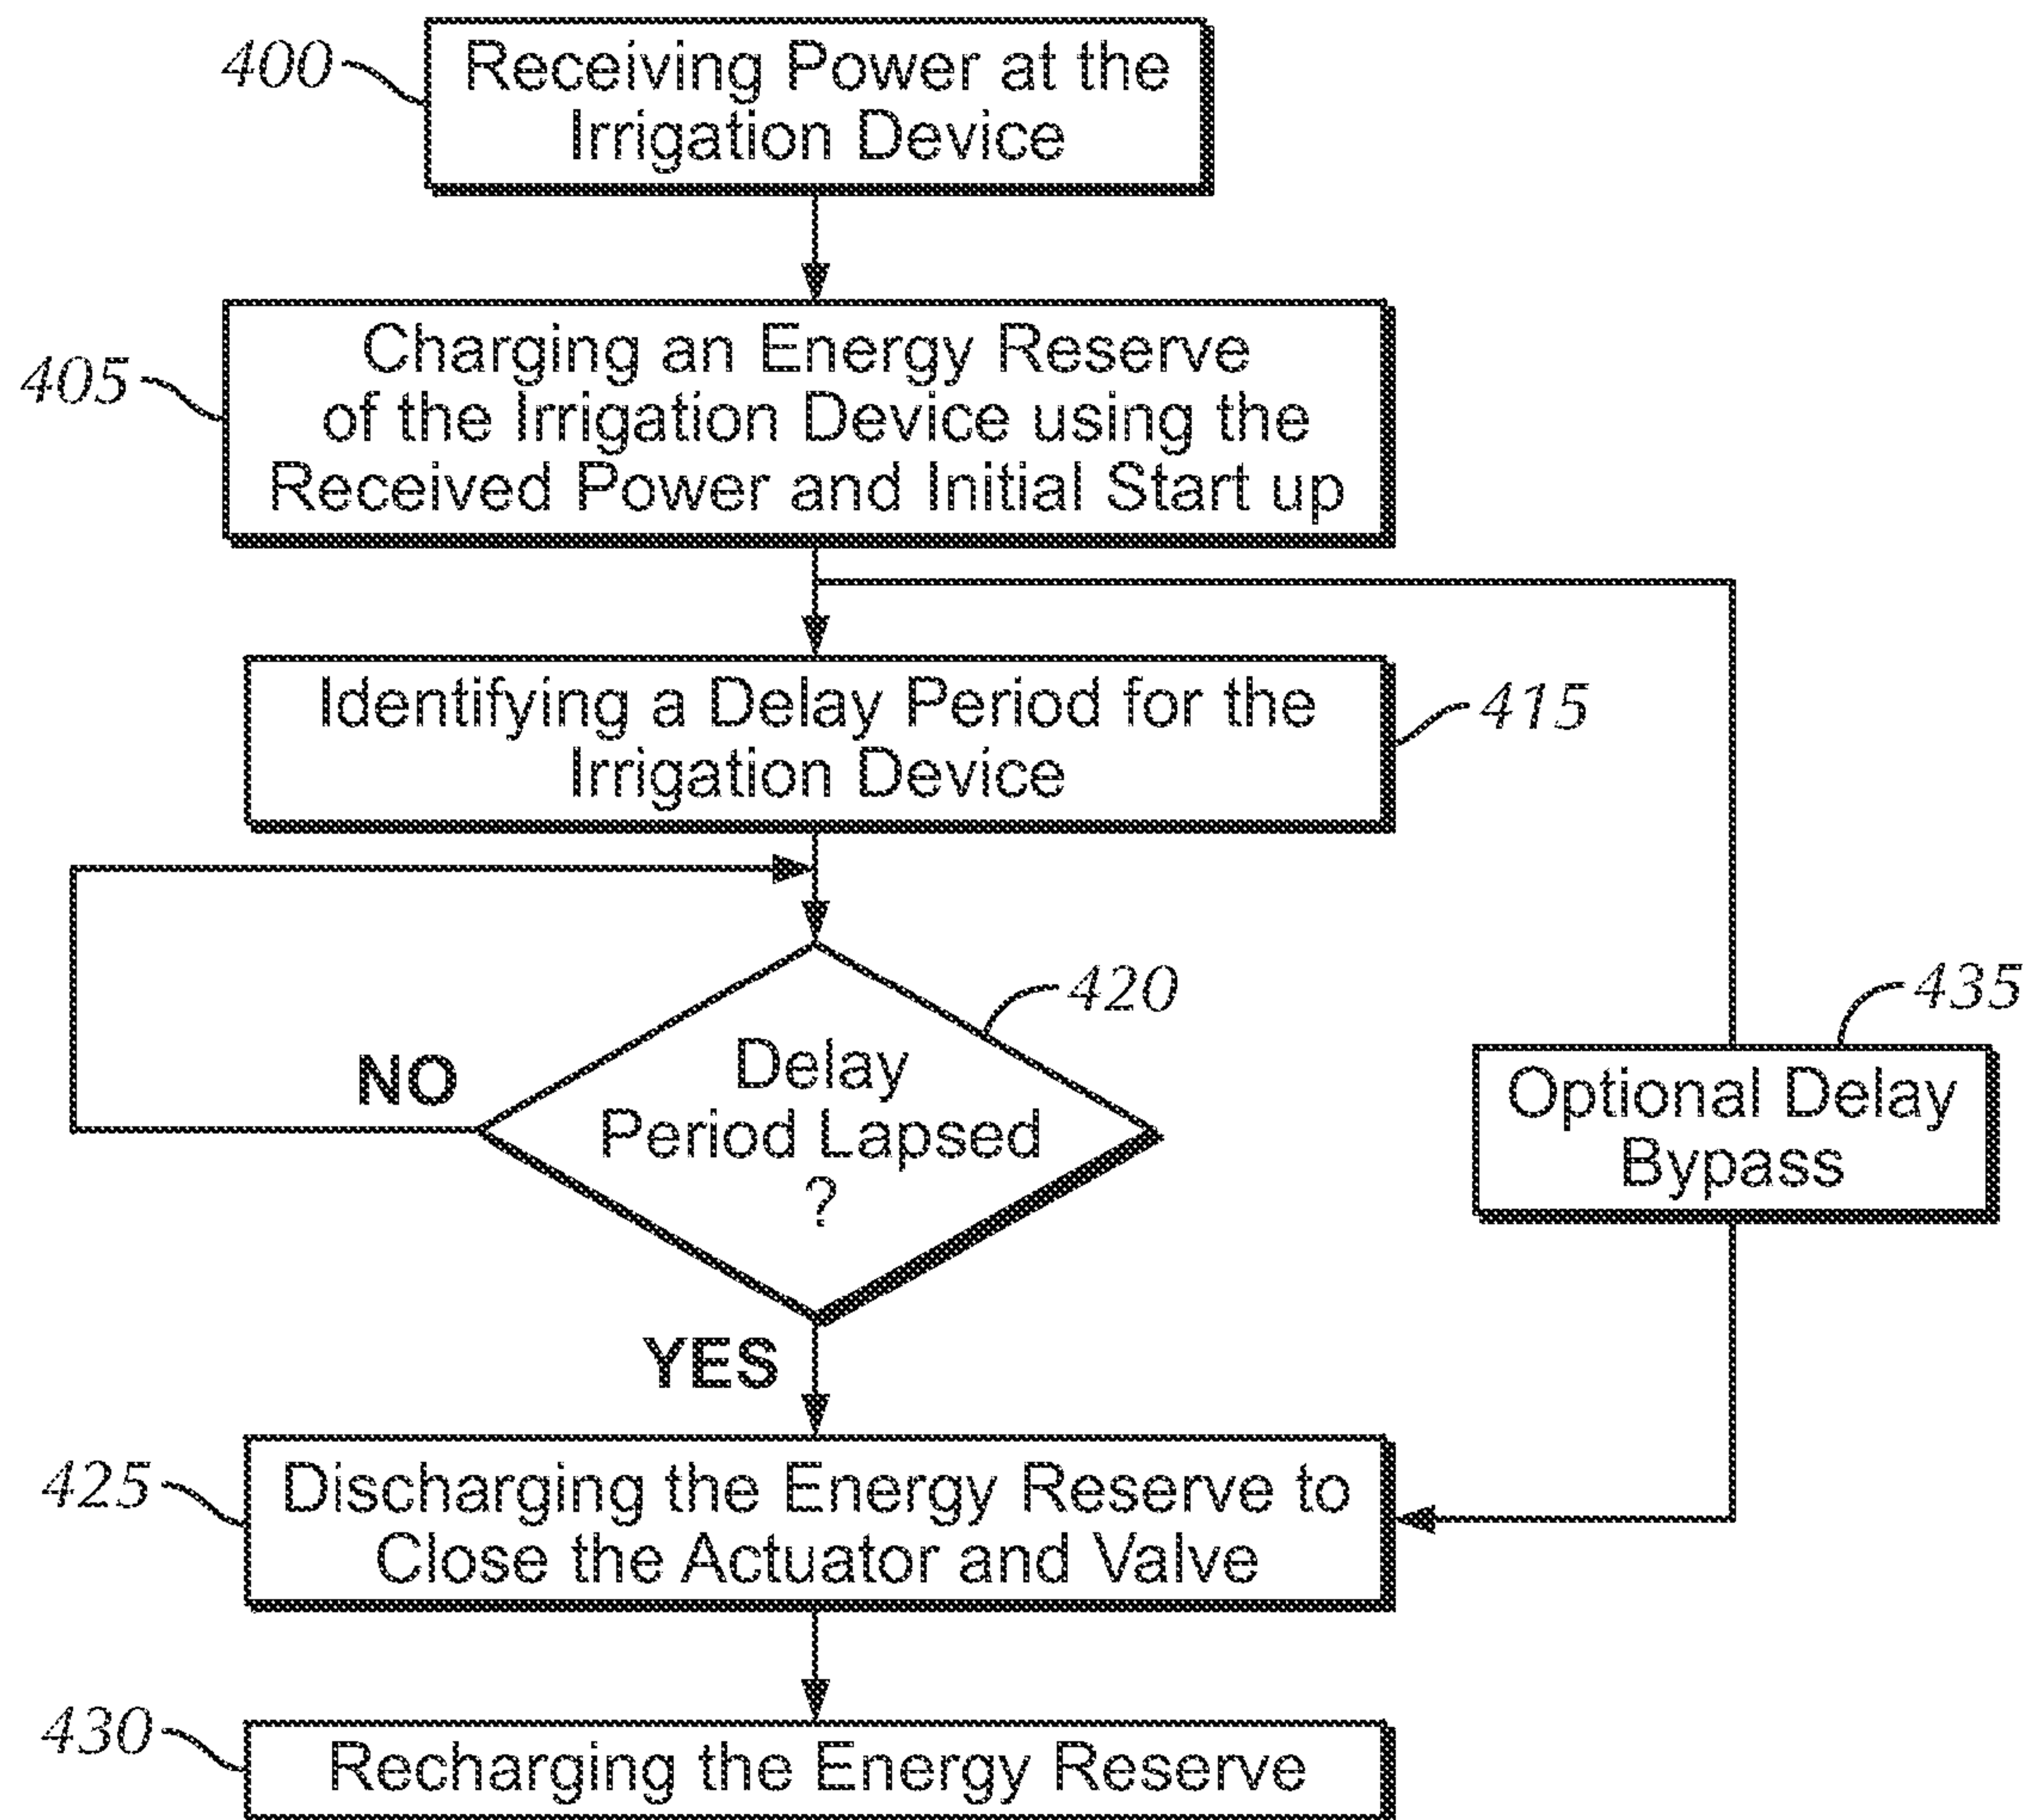 400
Receiving Power at the
Irrigation Device
405
Charging an Energy Reserve
of the Irrigation Device using the
Received Power and Initial Start up
Identifying a Delay Period for the
Irrigation Device
415
420
Delay
Period Lapsed
?
NO
YES
435
Optional Delay
Bypass
425
Discharging the Energy Reserve to
Close the Actuator and Valve
430
Recharging the Energy Reserve